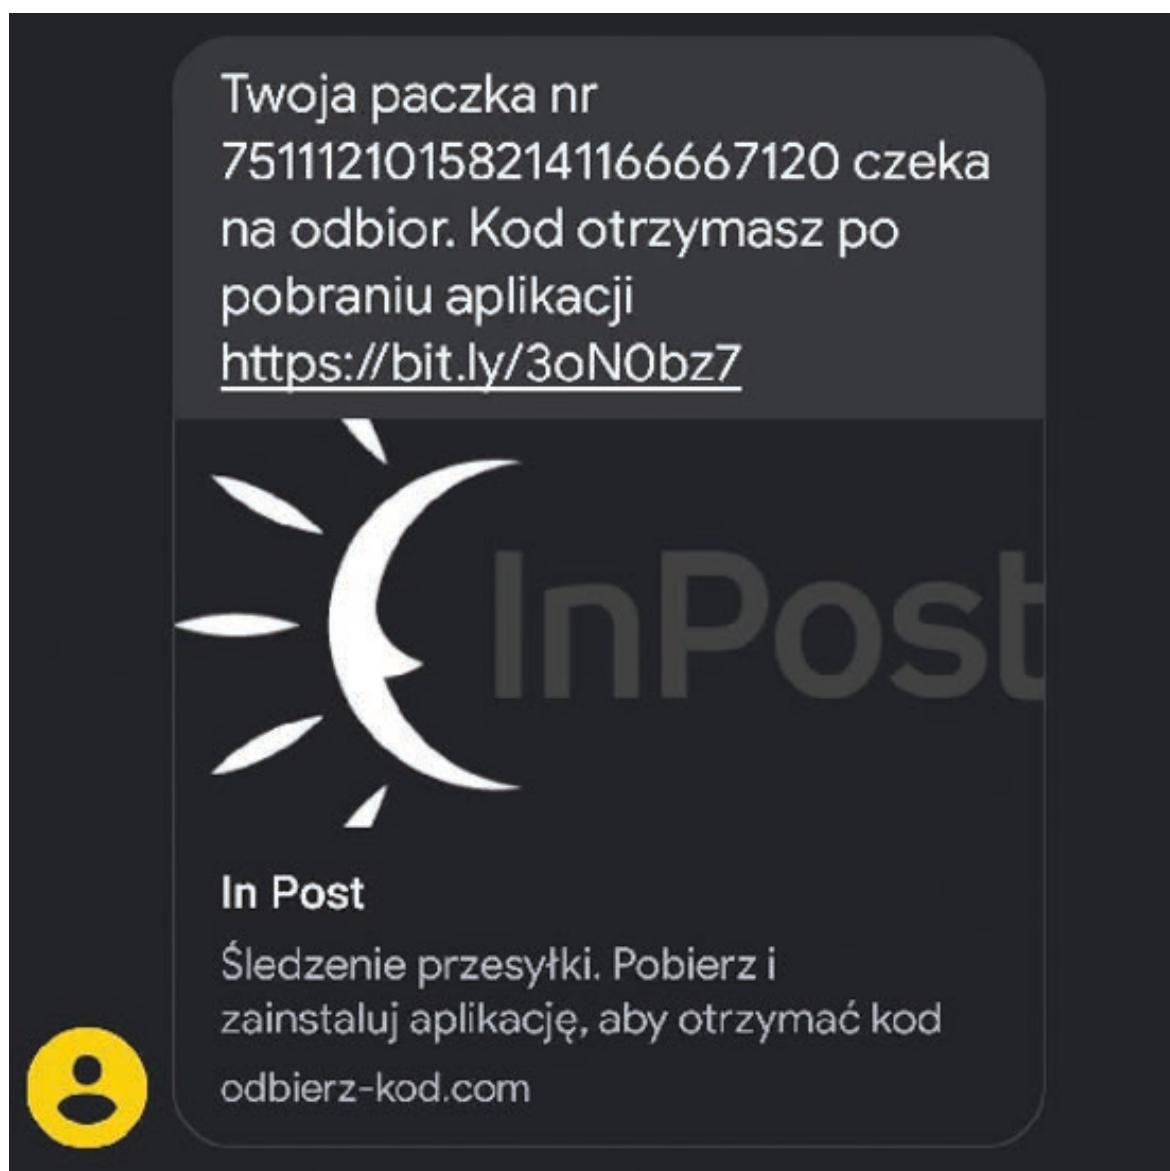 Twoja paczka nr
751112101582141166667120 czeka
na odbior. Kod otrzymasz po
pobraniu aplikacji
https://bit.ly/3oN0bz7
InPost
In Post
Śledzenie przesyłki. Pobierz i
zainstaluj aplikację, aby otrzymać kod
odbierz-kod.com